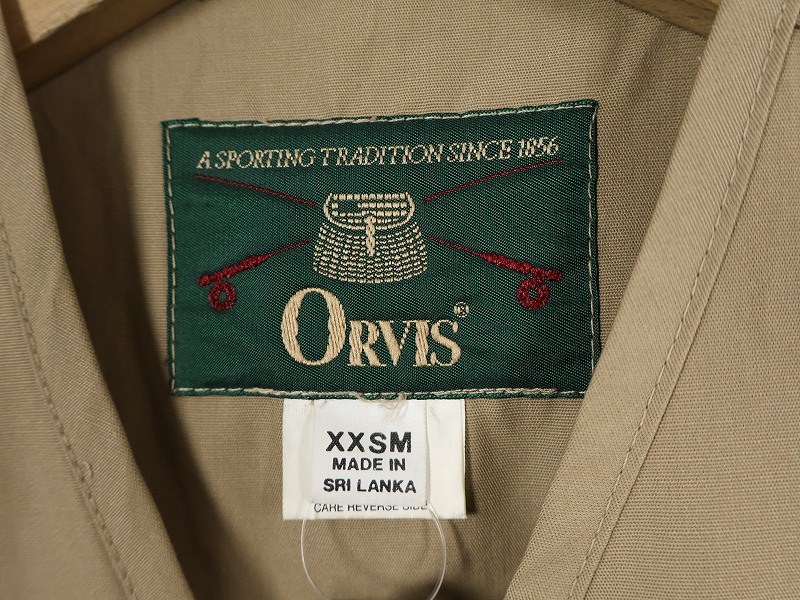 A SPORTING TRADITION SINCE 1856
ORVIS®
XXSM
MADE IN
SRI LANKA
CARE REVERSE SIDE